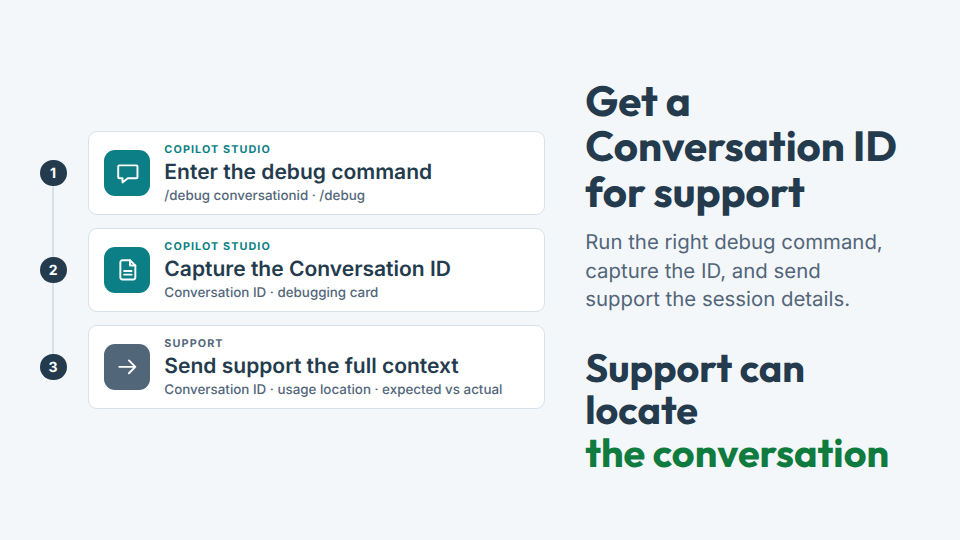 1
COPILOT STUDIO
Enter the debug command
/debug conversationid · /debug
2
COPILOT STUDIO
Capture the Conversation ID
Conversation ID · debugging card
3
SUPPORT
Send support the full context
Conversation ID · usage location · expected vs actual
Get a
Conversation ID
for support
Run the right debug command,
capture the ID, and send
support the session details.
Support can
locate
the conversation